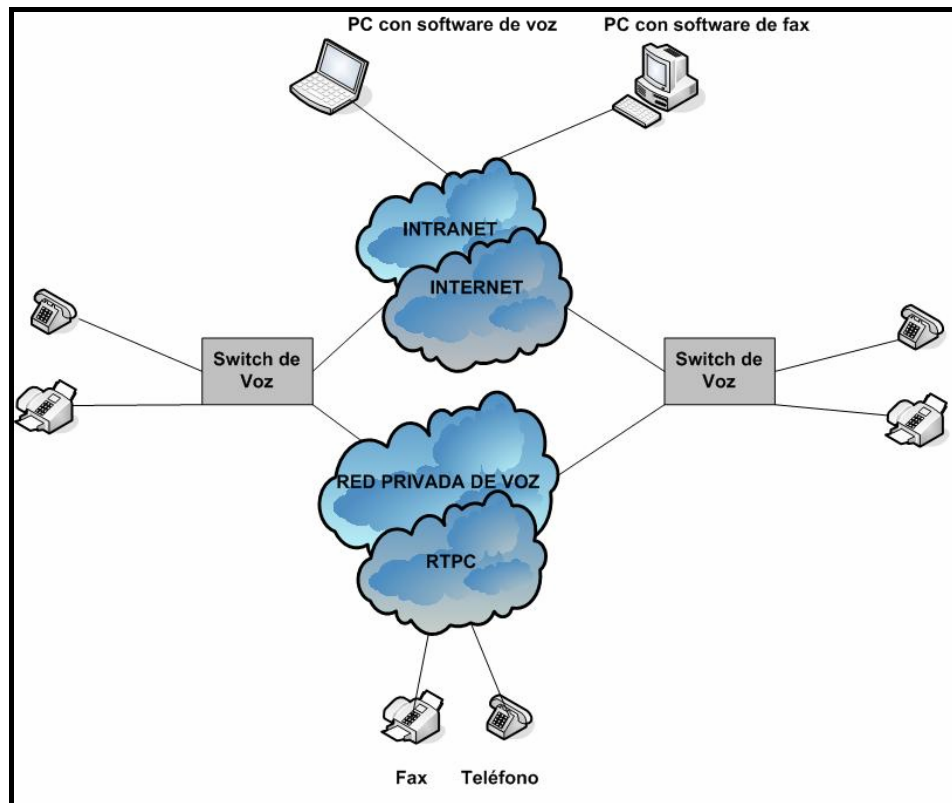 PC con software de voz
PC con software de fax
INTRANET
INTERNET
Switch de
Voz
Switch de
Voz
RED PRIVADA DE VOZ
RTPC
Fax
Teléfono